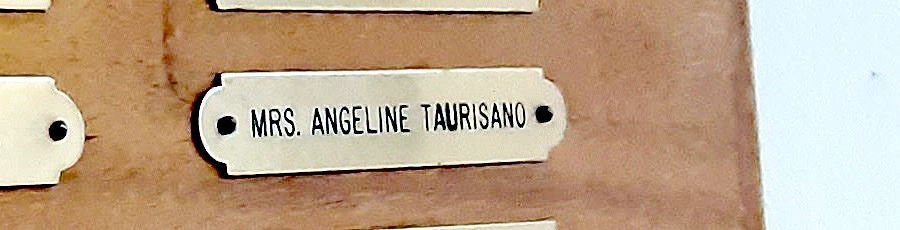 MRS. ANGELINE TAURISANO